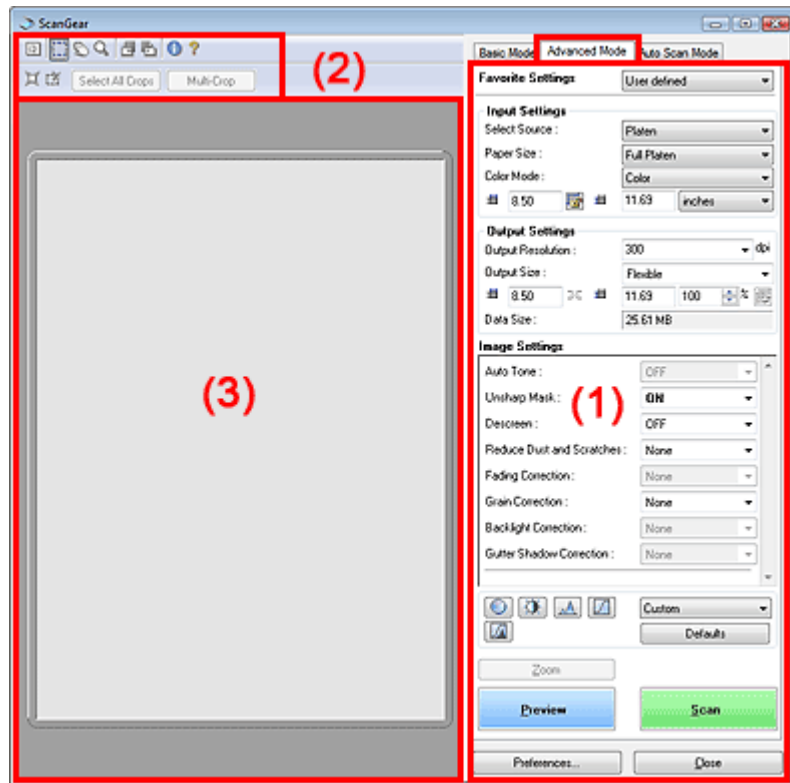 ScanGear
(2)
Select All Crops Multi-Crop
(3)
Basic Mode Advanced Mode Auto Scan Mode
Favorite Settings User defined
Input Settings
Select Source : Platen
Paper Size : Full Platen
Color Mode : Color
8.50 11.69 inches
Output Settings
Output Resolution : 300 dpi
Output Size : Flexible
8.50 11.69 100 %
Data Size : 25.61 MB
Image Settings
Auto Tone : OFF
Unsharp Mask : ON
(1)
Descreen : OFF
Reduce Dust and Scratches : None
Fading Correction : None
Grain Correction : None
Backlight Correction : None
Gutter Shadow Correction : None
Custom
Defaults
Zoom
Preview Scan
Preferences... Close